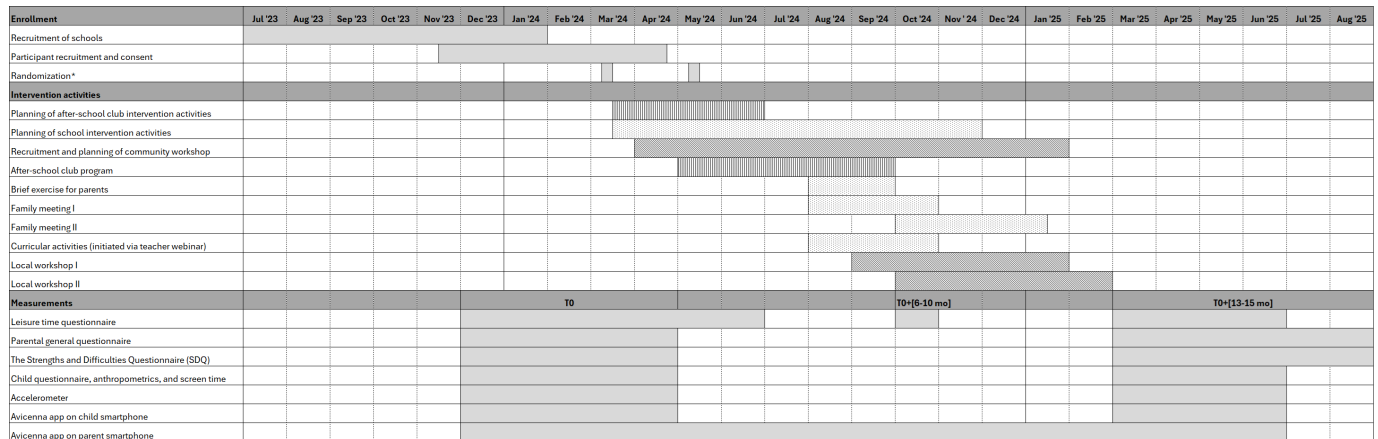 Enrollment Jul '23 Aug '23 Sep '23 Oct '23 Nov '23 Dec '23 Jan '24 Feb '24 Mar '24 Apr '24 May '24 Jun '24 Jul '24 Aug '24 Sep '24 Oct '24 Nov ' 24 Dec '24 Jan '25 Feb '25 Mar '25 Apr '25 May '25 Jun '25 Jul '25 Aug '25
Recruitment of schools
Participant recruitment and consent
Randomization*
Intervention activities
Planning of after-school club intervention activities
Planning of school intervention activities
Recruitment and planning of community workshop
After-school club program
Brief exercise for parents
Family meeting I
Family meeting II
Curricular activities (initiated via teacher webinar)
Local workshop I
Local workshop II
Measurements T0 T0+[6-10 mo] T0+[13-15 mo]
Leisure time questionnaire
Parental general questionnaire
The Strengths and Difficulties Questionnaire (SDQ)
Child questionnaire, anthropometrics, and screen time
Accelerometer
Avicenna app on child smartphone
Avicenna app on parent smartphone